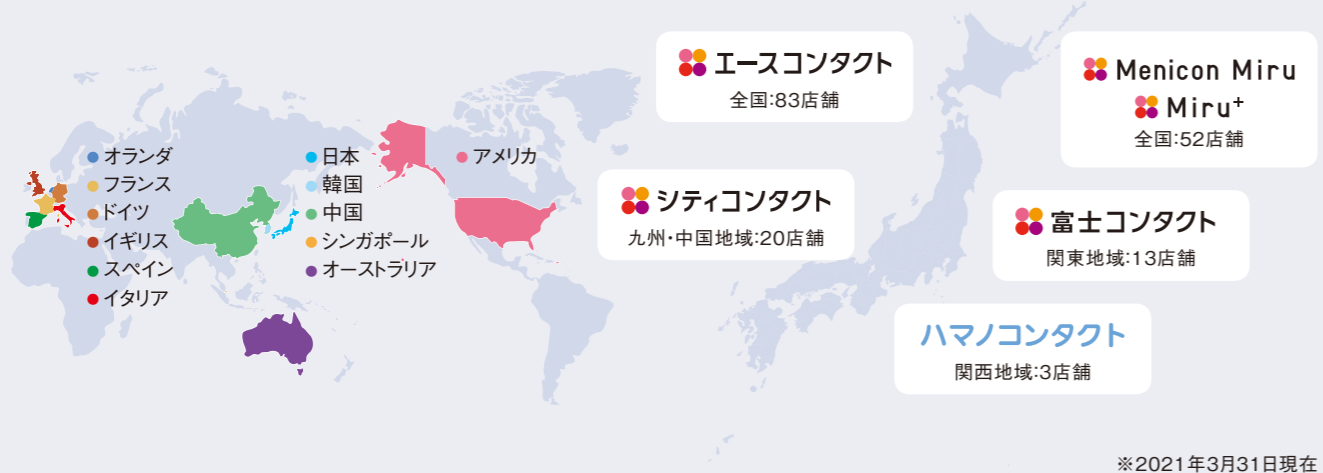 オランダ
フランス
ドイツ
イギリス
スペイン
イタリア
日本
韓国
中国
シンガポール
オーストラリア
アメリカ
エースコンタクト
全国:83店舗
Menicon Miru
Miru+
全国:52店舗
シティコンタクト
九州・中国地域:20店舗
富士コンタクト
関東地域:13店舗
ハマノコンタクト
関西地域:3店舗
※2021年3月31日現在